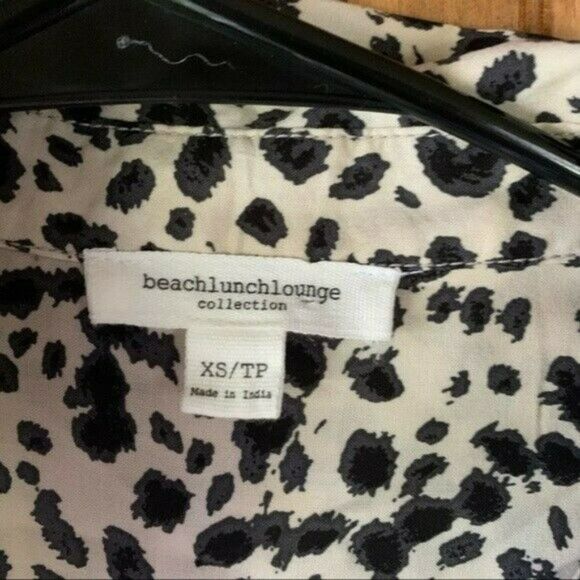 beachlunchlounge
collection
XS/TP
Made in India